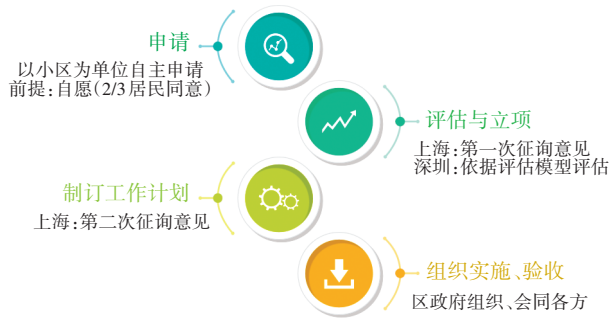 申请
以小区为单位自主申请
前提:自愿(2/3居民同意)
评估与立项
上海:第一次征询意见
深圳:依据评估模型评估
制订工作计划
上海:第二次征询意见
组织实施、验收
区政府组织、会同各方